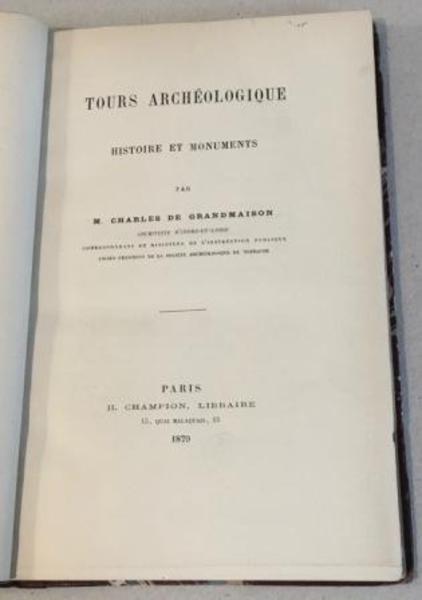 TOURS ARCHÉOLOGIQUE
HISTOIRE ET MONUMENTS
PAR
M. CHARLES DE GRANDMAISON
ARCHIVISTE D'INDRE-ET-LOIRE
CORRESPONDANT DU MINISTÈRE DE L'INSTRUCTION PUBLIQUE
ANCIEN PRÉSIDENT DE LA SOCIÉTÉ ARCHÉOLOGIQUE DE TOURAINE
PARIS
H. CHAMPION, LIBRAIRE
15, QUAI MALAQUAIS, 15
1879